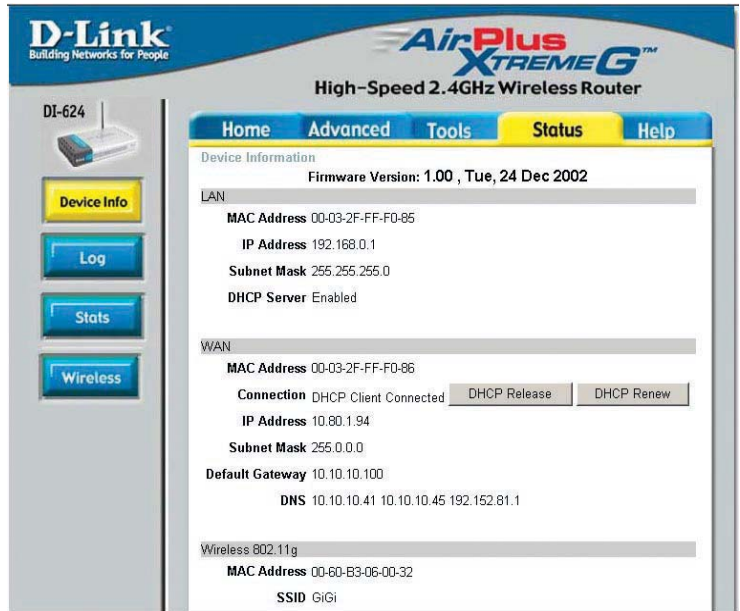 D-Link
Building Networks for People
AirPlus
XTREME G™
High-Speed 2.4GHz Wireless Router
DI-624
Home Advanced Tools Status Help
Device Info
Log
Stats
Wireless
Device Information
Firmware Version: 1.00 , Tue, 24 Dec 2002
LAN
MAC Address 00-03-2F-FF-F0-85
IP Address 192.168.0.1
Subnet Mask 255.255.255.0
DHCP Server Enabled
WAN
MAC Address 00-03-2F-FF-F0-86
Connection DHCP Client Connected DHCP Release DHCP Renew
IP Address 10.80.1.94
Subnet Mask 255.0.0.0
Default Gateway 10.10.10.100
DNS 10.10.10.41 10.10.10.45 192.152.81.1
Wireless 802.11g
MAC Address 00-60-B3-06-00-32
SSID GiGi